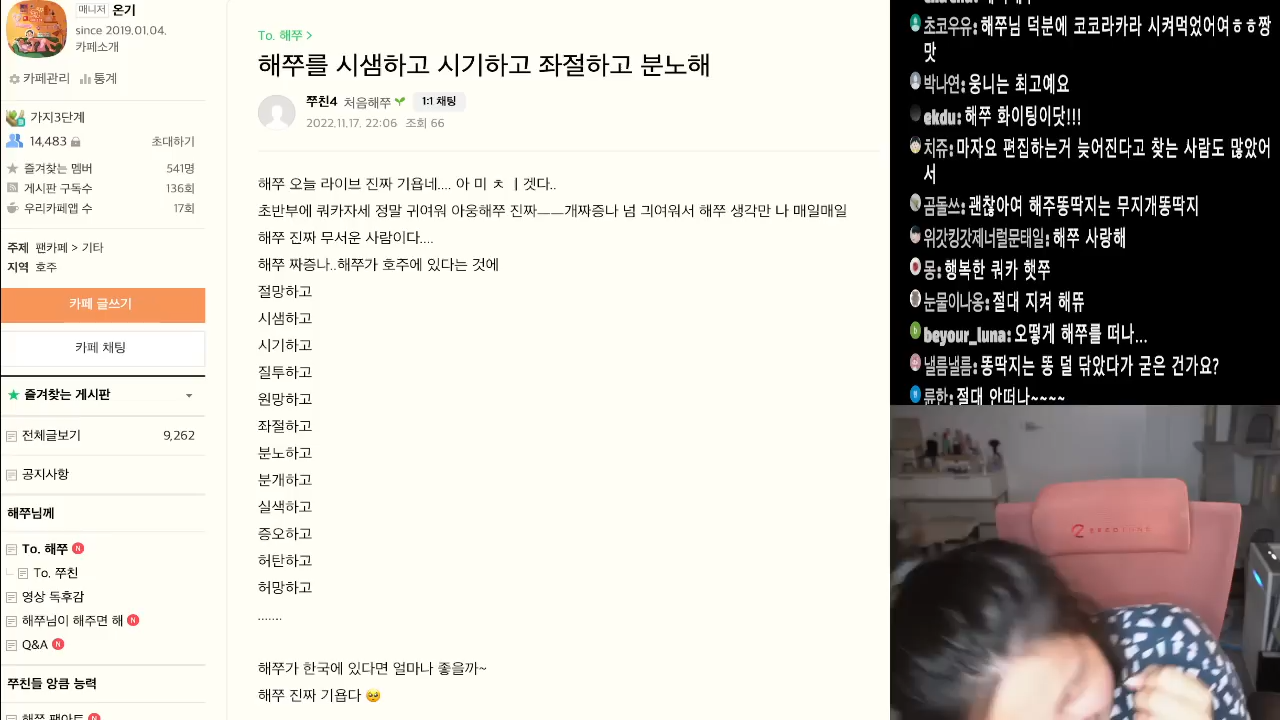 매니저 온기
since 2019.01.04.
카페소개
카페관리 통계
가지3단계
14,483 초대하기
즐겨찾는 멤버 541명
게시판 구독수 136회
우리카페앱 수 17회
주제 팬카페 > 기타
지역 호주
카페 글쓰기
카페 채팅
즐겨찾는 게시판
전체글보기 9,262
공지사항
해쭈님께
To. 해쭈 N
To. 쭈친
영상 독후감
해쭈님이 해주면 해 N
Q&A N
쭈친들 앙큼 능력
해쭈 팬아트 N
To. 해쭈 >
해쭈를 시샘하고 시기하고 좌절하고 분노해
쭈친4 처음해쭈 1:1 채팅
2022.11.17. 22:06 조회 66
해쭈 오늘 라이브 진짜 기욥네.... 아 미 ㅊ ㅣ겟다..
초반부에 쿼카자세 정말 귀여워 아웅해쭈 진짜ㅡㅡ개짜증나 넘 긔여워서 해쭈 생각만 나 매일매일
해쭈 진짜 무서운 사람이다....
해쭈 짜증나..해쭈가 호주에 있다는 것에
절망하고
시샘하고
시기하고
질투하고
원망하고
좌절하고
분노하고
분개하고
실색하고
증오하고
허탄하고
허망하고
.......
해쭈가 한국에 있다면 얼마나 좋을까~
해쭈 진짜 기욥다 🥺
초코우유: 해쭈님 덕분에 코코라카라 시켜먹었어여ㅎㅎ짱
맛
박나연: 웅니는 최고예요
ekdu: 해쭈 화이팅이닷!!!
치쥬: 마자요 편집하는거 늦어진다고 찾는 사람도 많았어
서
곰돌쓰: 괜찮아여 해주똥딱지는 무지개똥딱지
위갓킹갓제너럴문태일: 해쭈 사랑해
몽: 행복한 쿼카 햇쭈
눈물이나옹: 절대 지켜 해뜌
beyour_luna: 오떻게 해쭈를 떠나...
낼름낼름: 똥딱지는 똥 덜 닦았다가 굳은 건가요?
류한: 절대 안떠나~~~~